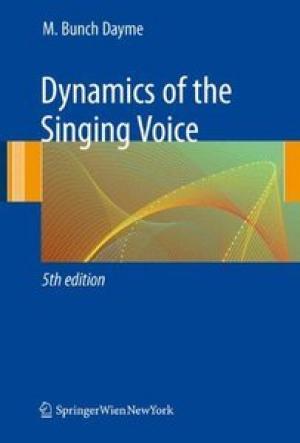 M. Bunch Dayme
Dynamics of the
Singing Voice
5th edition
SpringerWienNewYork